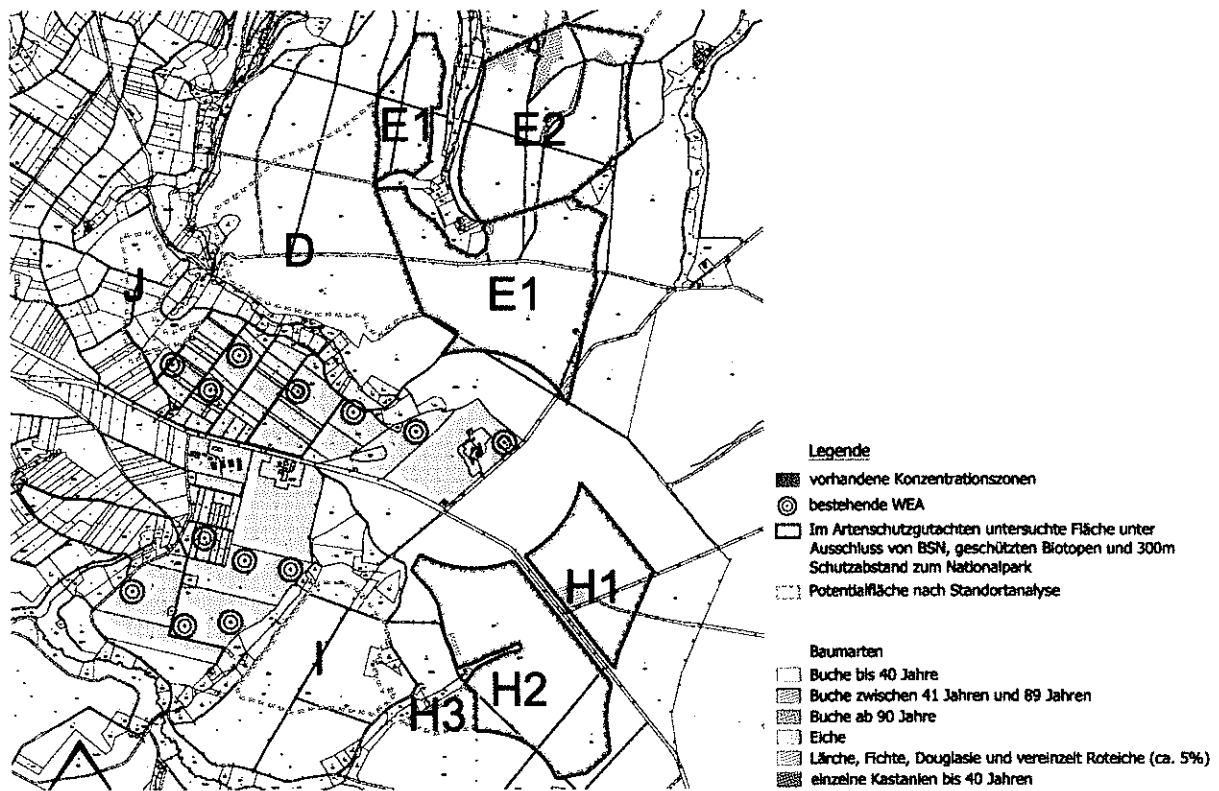 E1
E2
D
J
E1
H1
I
H2
H3
Legende
vorhandene Konzentrationszonen
bestehende WEA
Im Artenschutzgutachten untersuchte Fläche unter
Ausschluss von BSN, geschützten Biotopen und 300m
Schutzabstand zum Nationalpark
Potentialfläche nach Standortanalyse
Baumarten
Buche bis 40 Jahre
Buche zwischen 41 Jahren und 89 Jahren
Buche ab 90 Jahre
Eiche
Lärche, Fichte, Douglasie und vereinzelt Roteiche (ca. 5%)
einzelne Kastanien bis 40 Jahren